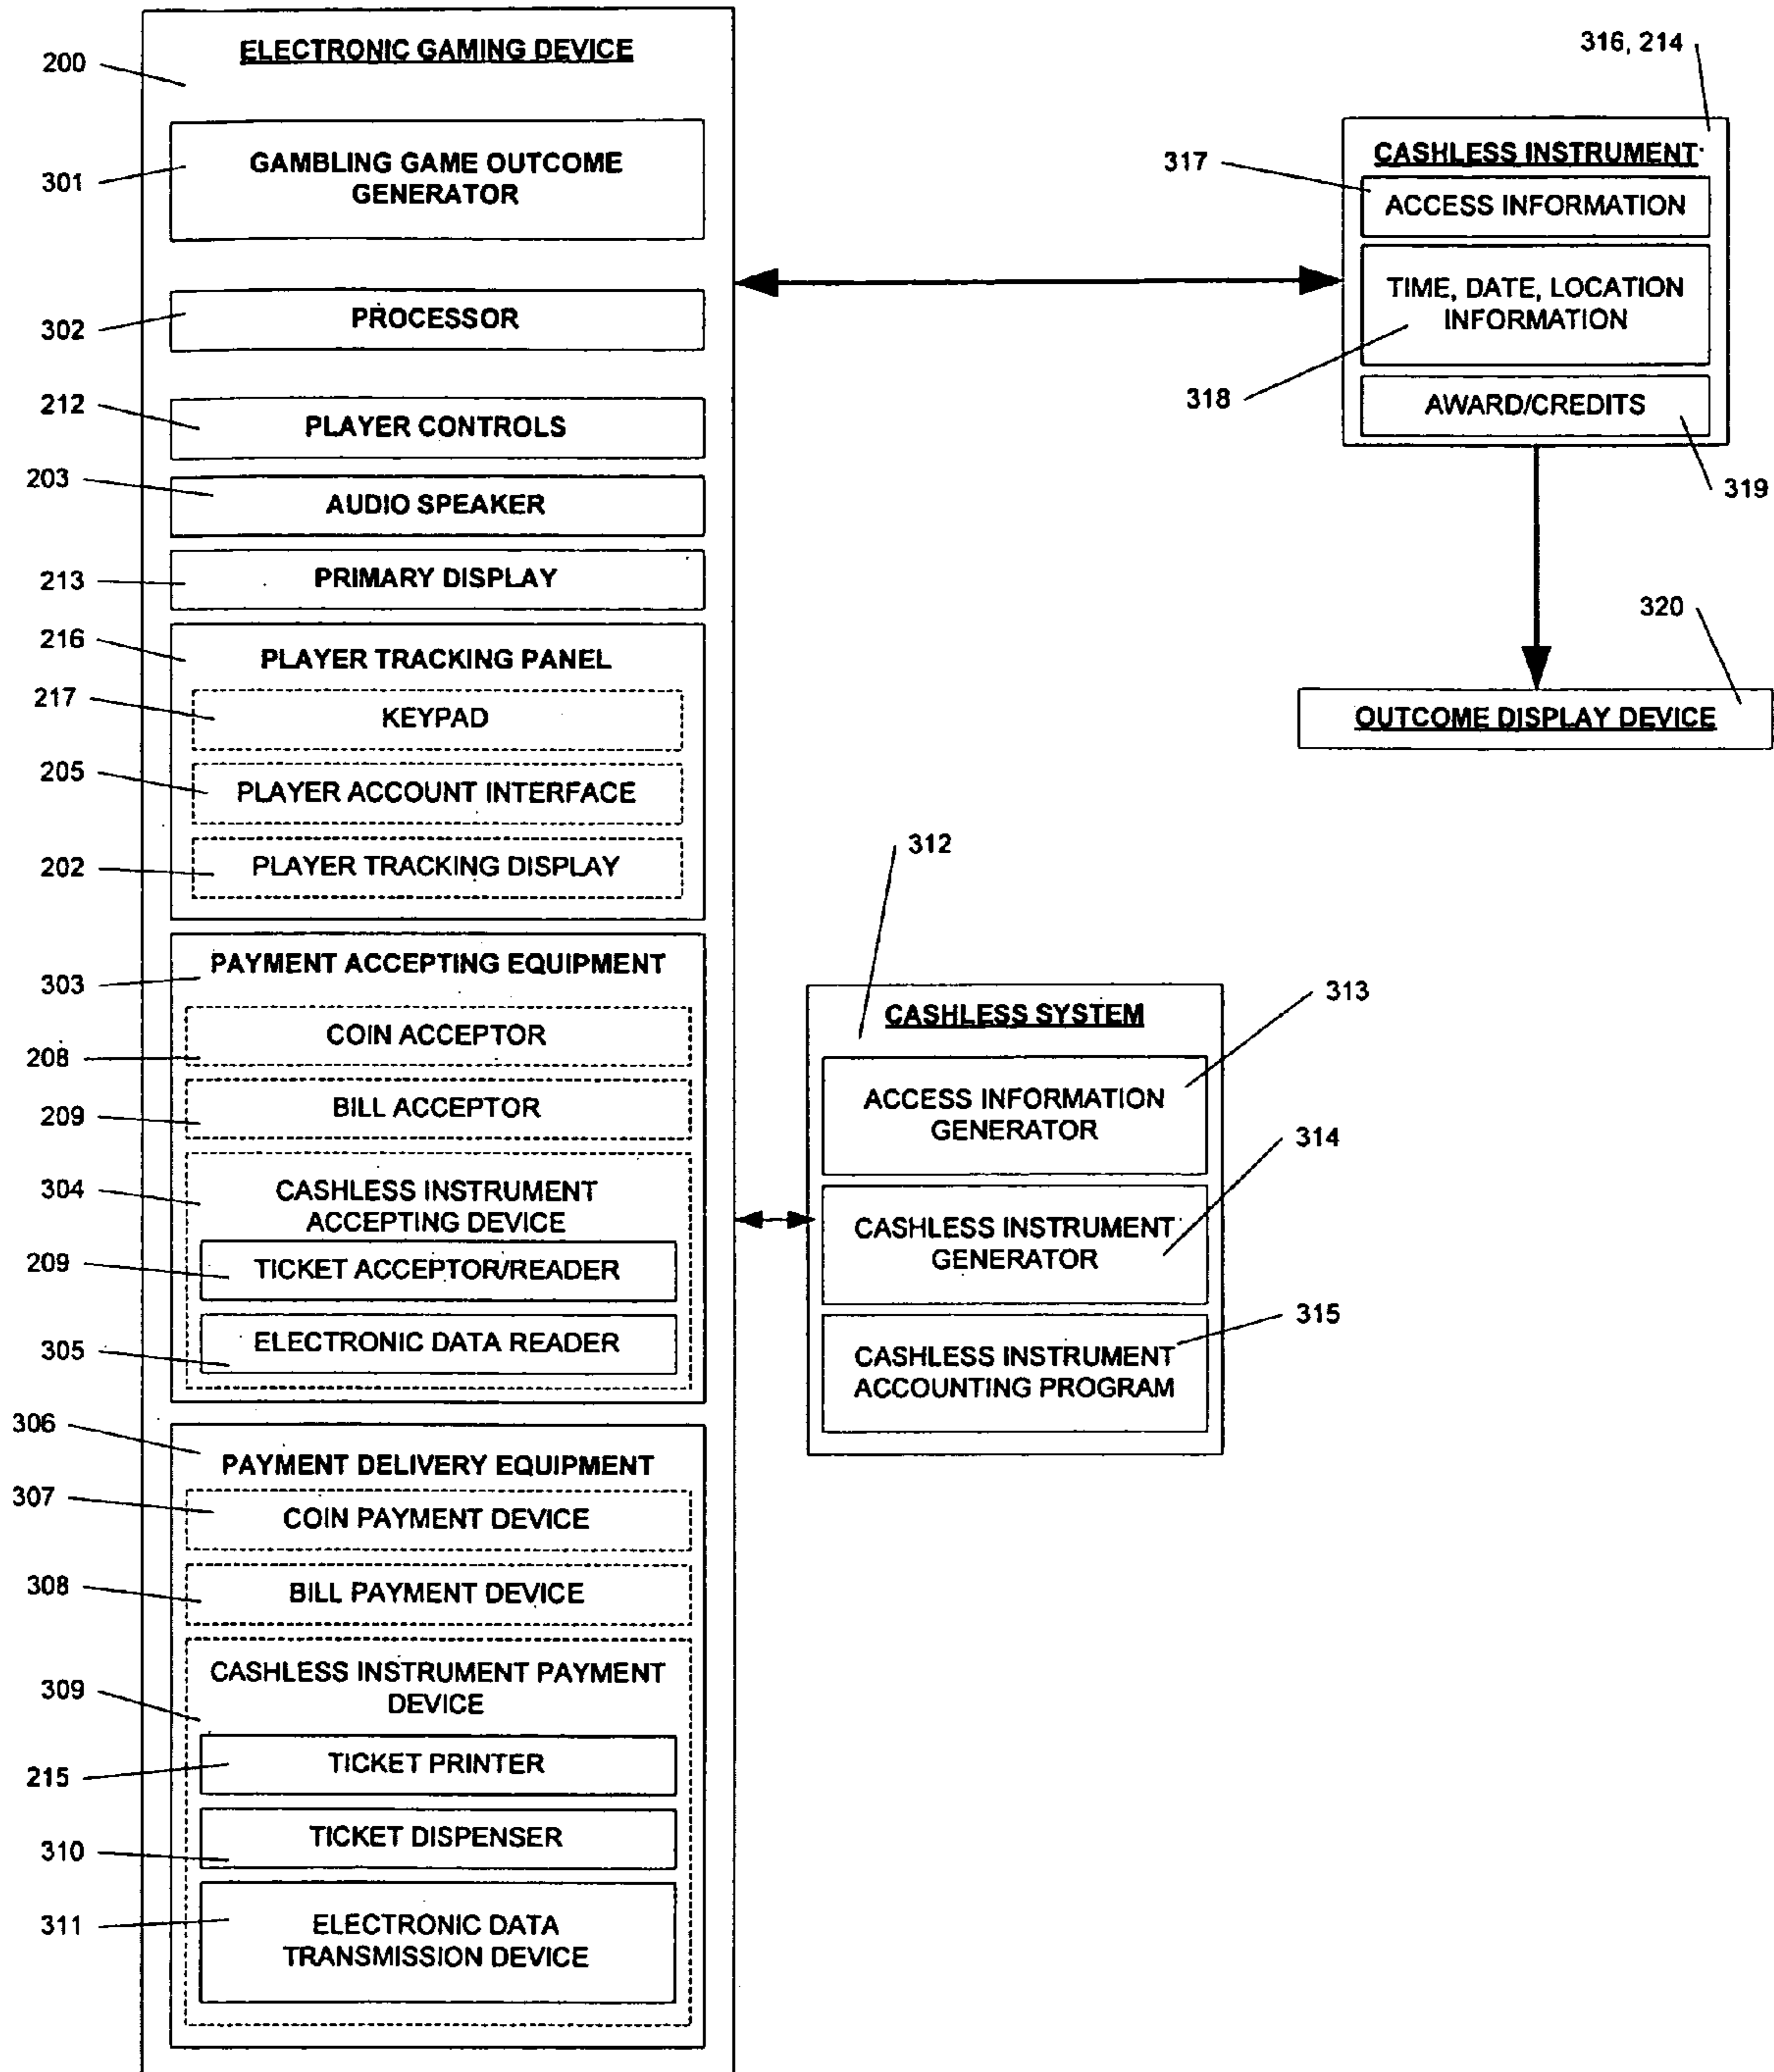 ELECTRONIC GAMING DEVICE
200
GAMBLING GAME OUTCOME
GENERATOR
301
PROCESSOR
302
212
PLAYER CONTROLS
203
AUDIO SPEAKER
213
PRIMARY DISPLAY
216
PLAYER TRACKING PANEL
217
KEYPAD
205
PLAYER ACCOUNT INTERFACE
202
PLAYER TRACKING DISPLAY
PAYMENT ACCEPTING EQUIPMENT
303
COIN ACCEPTOR
208
BILL ACCEPTOR
209
304
CASHLESS INSTRUMENT
ACCEPTING DEVICE
209
TICKET ACCEPTOR/READER
ELECTRONIC DATA READER
305
306
PAYMENT DELIVERY EQUIPMENT
307
COIN PAYMENT DEVICE
308
BILL PAYMENT DEVICE
CASHLESS INSTRUMENT PAYMENT
DEVICE
309
TICKET PRINTER
215
TICKET DISPENSER
310
311
ELECTRONIC DATA
TRANSMISSION DEVICE
316, 214
CASHLESS INSTRUMENT
317
ACCESS INFORMATION
TIME, DATE, LOCATION
INFORMATION
318
AWARD/CREDITS
319
320
OUTCOME DISPLAY DEVICE
312
CASHLESS SYSTEM
313
ACCESS INFORMATION
GENERATOR
314
CASHLESS INSTRUMENT
GENERATOR
315
CASHLESS INSTRUMENT
ACCOUNTING PROGRAM